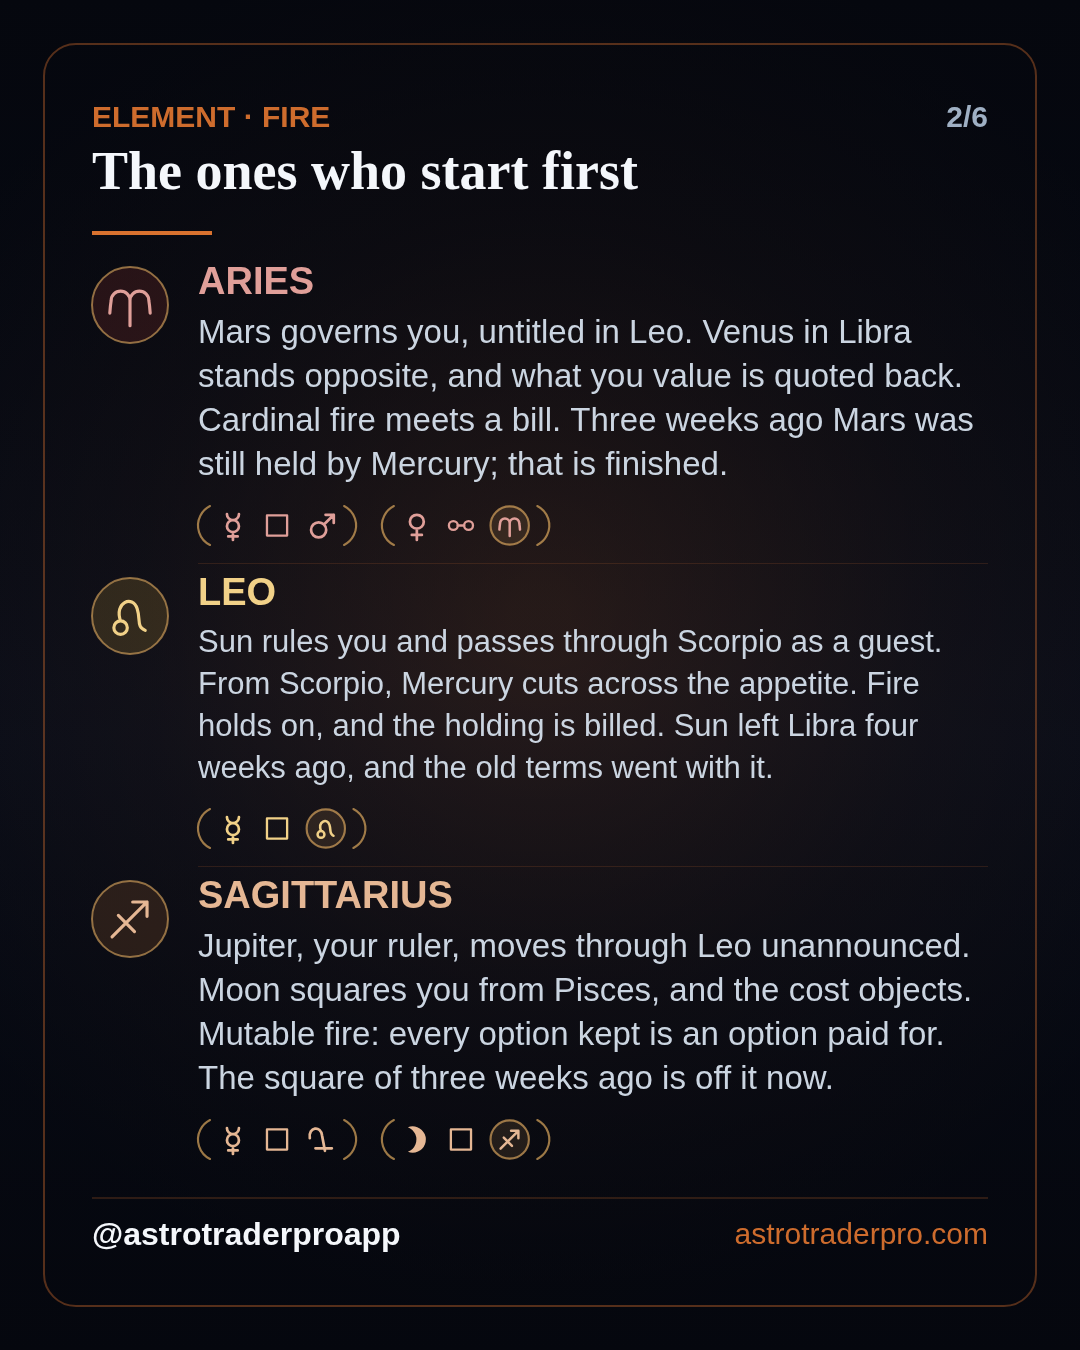 ELEMENT · FIRE
2/6
The ones who start first
ARIES
Mars governs you, untitled in Leo. Venus in Libra
stands opposite, and what you value is quoted back.
Cardinal fire meets a bill. Three weeks ago Mars was
still held by Mercury; that is finished.
LEO
Sun rules you and passes through Scorpio as a guest.
From Scorpio, Mercury cuts across the appetite. Fire
holds on, and the holding is billed. Sun left Libra four
weeks ago, and the old terms went with it.
SAGITTARIUS
Jupiter, your ruler, moves through Leo unannounced.
Moon squares you from Pisces, and the cost objects.
Mutable fire: every option kept is an option paid for.
The square of three weeks ago is off it now.
@astrotraderproapp
astrotraderpro.com